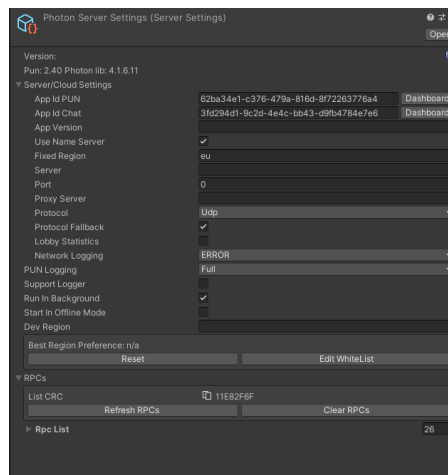 Photon Server Settings (Server Settings)
Open
Version:
Pun: 2.40 Photon lib: 4.1.6.11
Server/Cloud Settings
App Id PUN 62ba34e1-c376-479a-816d-8f72263776a4 Dashboard
App Id Chat 3fd294d1-9c2d-4e4c-bb43-d9fb4784e7e6 Dashboard
App Version
Use Name Server
Fixed Region eu
Server
Port 0
Proxy Server
Protocol Udp
Protocol Fallback
Lobby Statistics
Network Logging ERROR
PUN Logging Full
Support Logger
Run In Background
Start In Offline Mode
Dev Region
Best Region Preference: n/a
Reset Edit WhiteList
RPCs
List CRC 11E82F6F
Refresh RPCs Clear RPCs
Rpc List 26